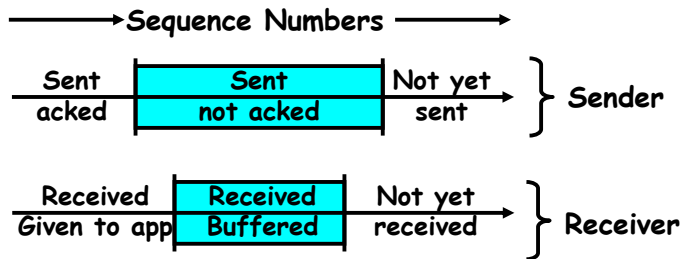 Sequence Numbers
Sent Sent Not yet
acked not acked sent
Sender
Received Received Not yet
Given to app Buffered received
Receiver